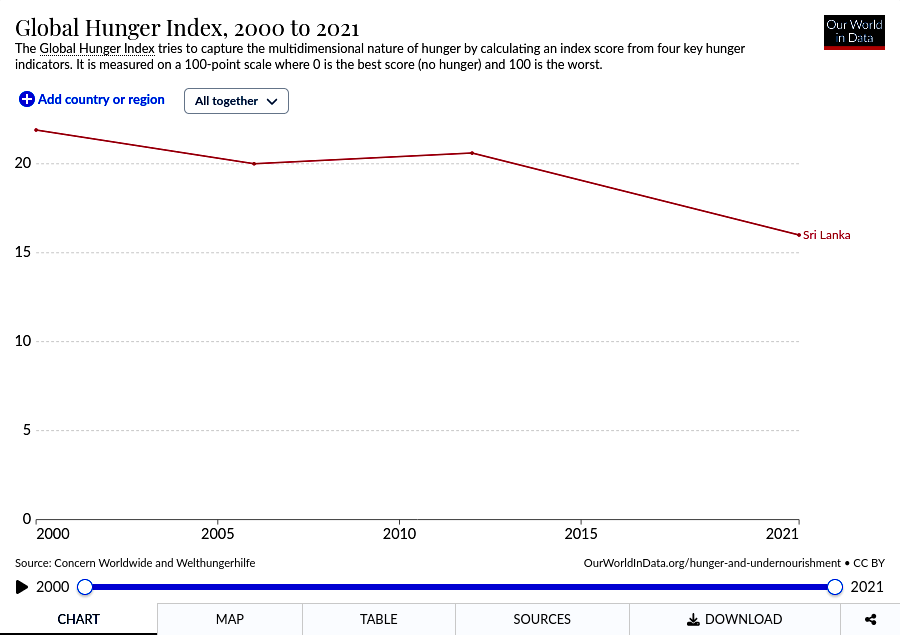 Global Hunger Index, 2000 to 2021
The Global Hunger Index tries to capture the multidimensional nature of hunger by calculating an index score from four key hunger
indicators. It is measured on a 100-point scale where 0 is the best score (no hunger) and 100 is the worst.
Our World
in Data
Add country or region
All together
20
15
10
5
0
Sri Lanka
2000
2005
2010
2015
2021
Source: Concern Worldwide and Welthungerhilfe
OurWorldInData.org/hunger-and-undernourishment • CC BY
2000
2021
CHART
MAP
TABLE
SOURCES
DOWNLOAD